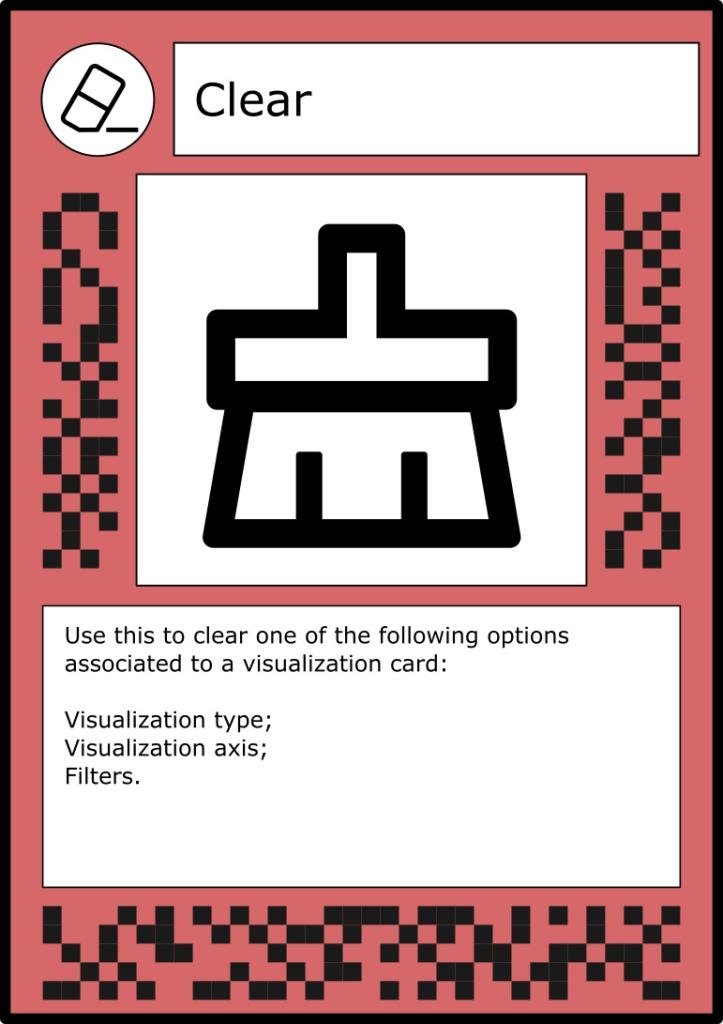 Clear
Use this to clear one of the following options
associated to a visualization card:
Visualization type;
Visualization axis;
Filters.